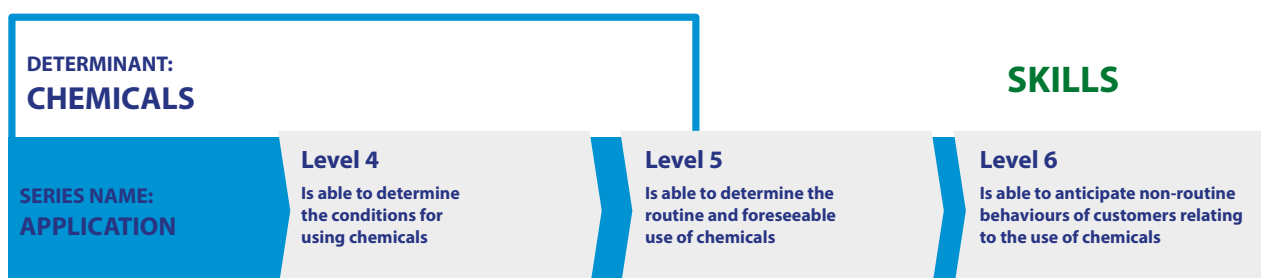 DETERMINANT:
CHEMICALS
SKILLS
SERIES NAME:
APPLICATION
Level 4
Is able to determine
the conditions for
using chemicals
Level 5
Is able to determine the
routine and foreseeable
use of chemicals
Level 6
Is able to anticipate non-routine
behaviours of customers relating
to the use of chemicals